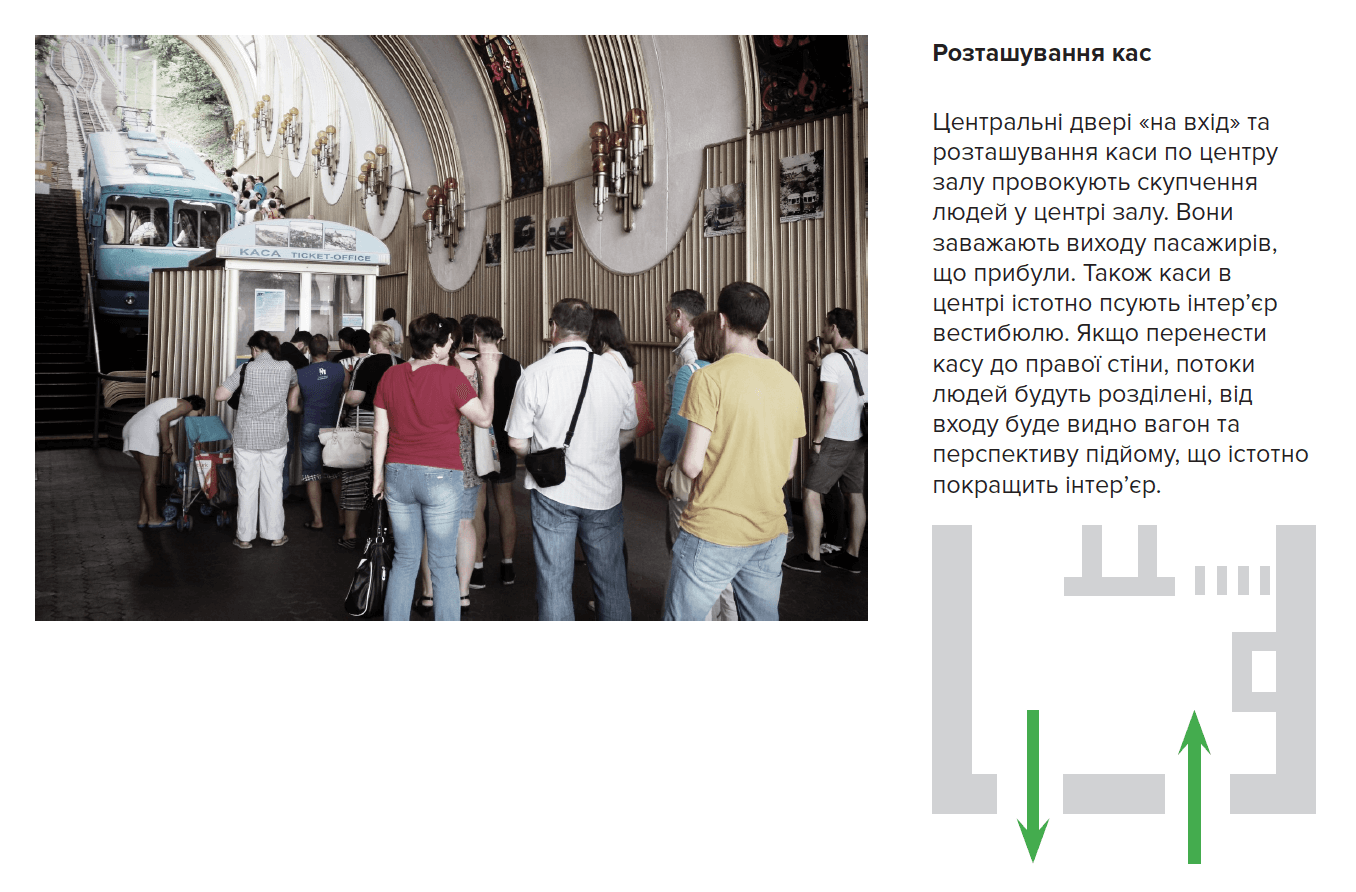 КАСА TICKET-OFFICE
Розташування кас
Центральні двері «на вхід» та
розташування каси по центру
залу провокують скупчення
людей у центрі залу. Вони
заважають виходу пасажирів,
що прибули. Також каси в
центрі істотно псують інтер’єр
вестибюлю. Якщо перенести
касу до правої стіни, потоки
людей будуть розділені, від
входу буде видно вагон та
перспективу підйому, що істотно
покращить інтер’єр.